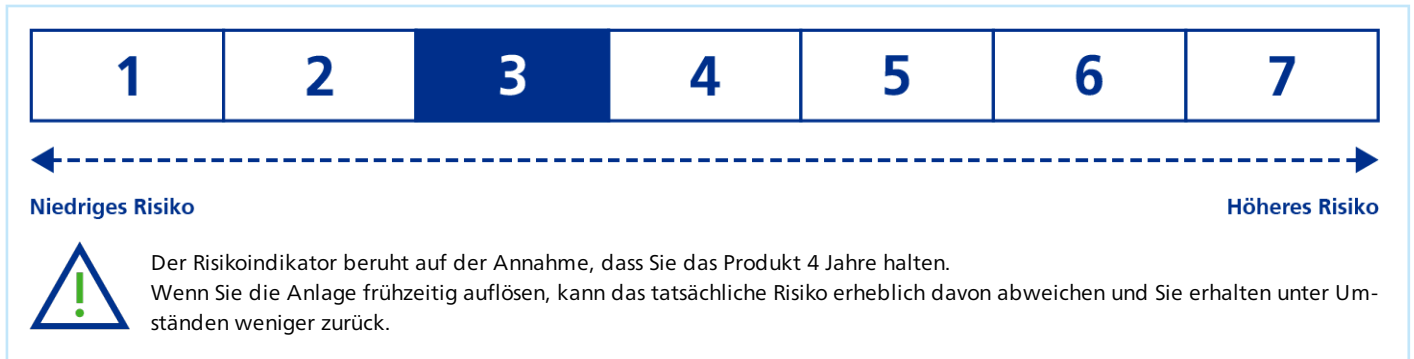 1 2 3 4 5 6 7
Niedriges Risiko Höheres Risiko
Der Risikoindikator beruht auf der Annahme, dass Sie das Produkt 4 Jahre halten.
Wenn Sie die Anlage frühzeitig auflösen, kann das tatsächliche Risiko erheblich davon abweichen und Sie erhalten unter Um-
ständen weniger zurück.